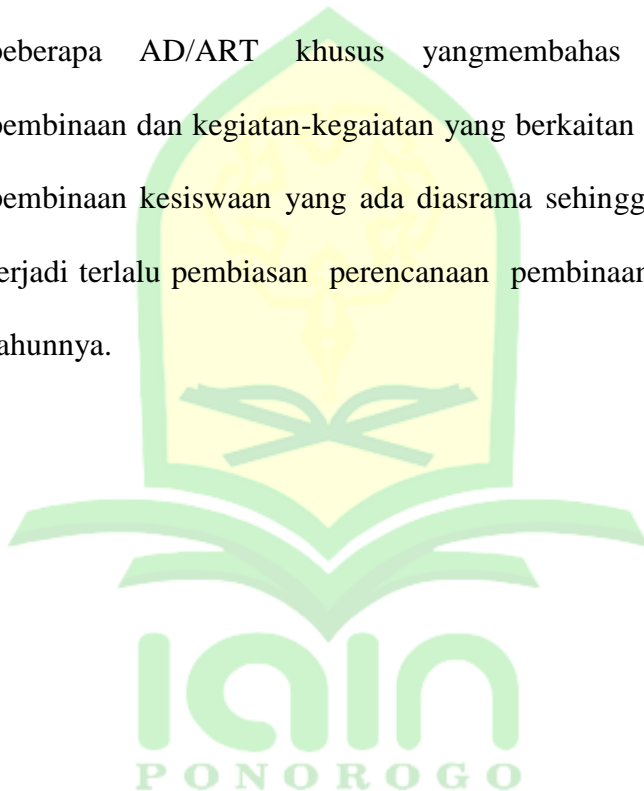 beberapa AD/ART khusus yangmembahas
pembinaan dan kegiatan-kegaiatan yang berkaitan
pembinaan kesiswaan yang ada diasrama
terjadi terlalu pembiasan perencanaan pembinaan
tahunnya.
IAIN
PONOROGO